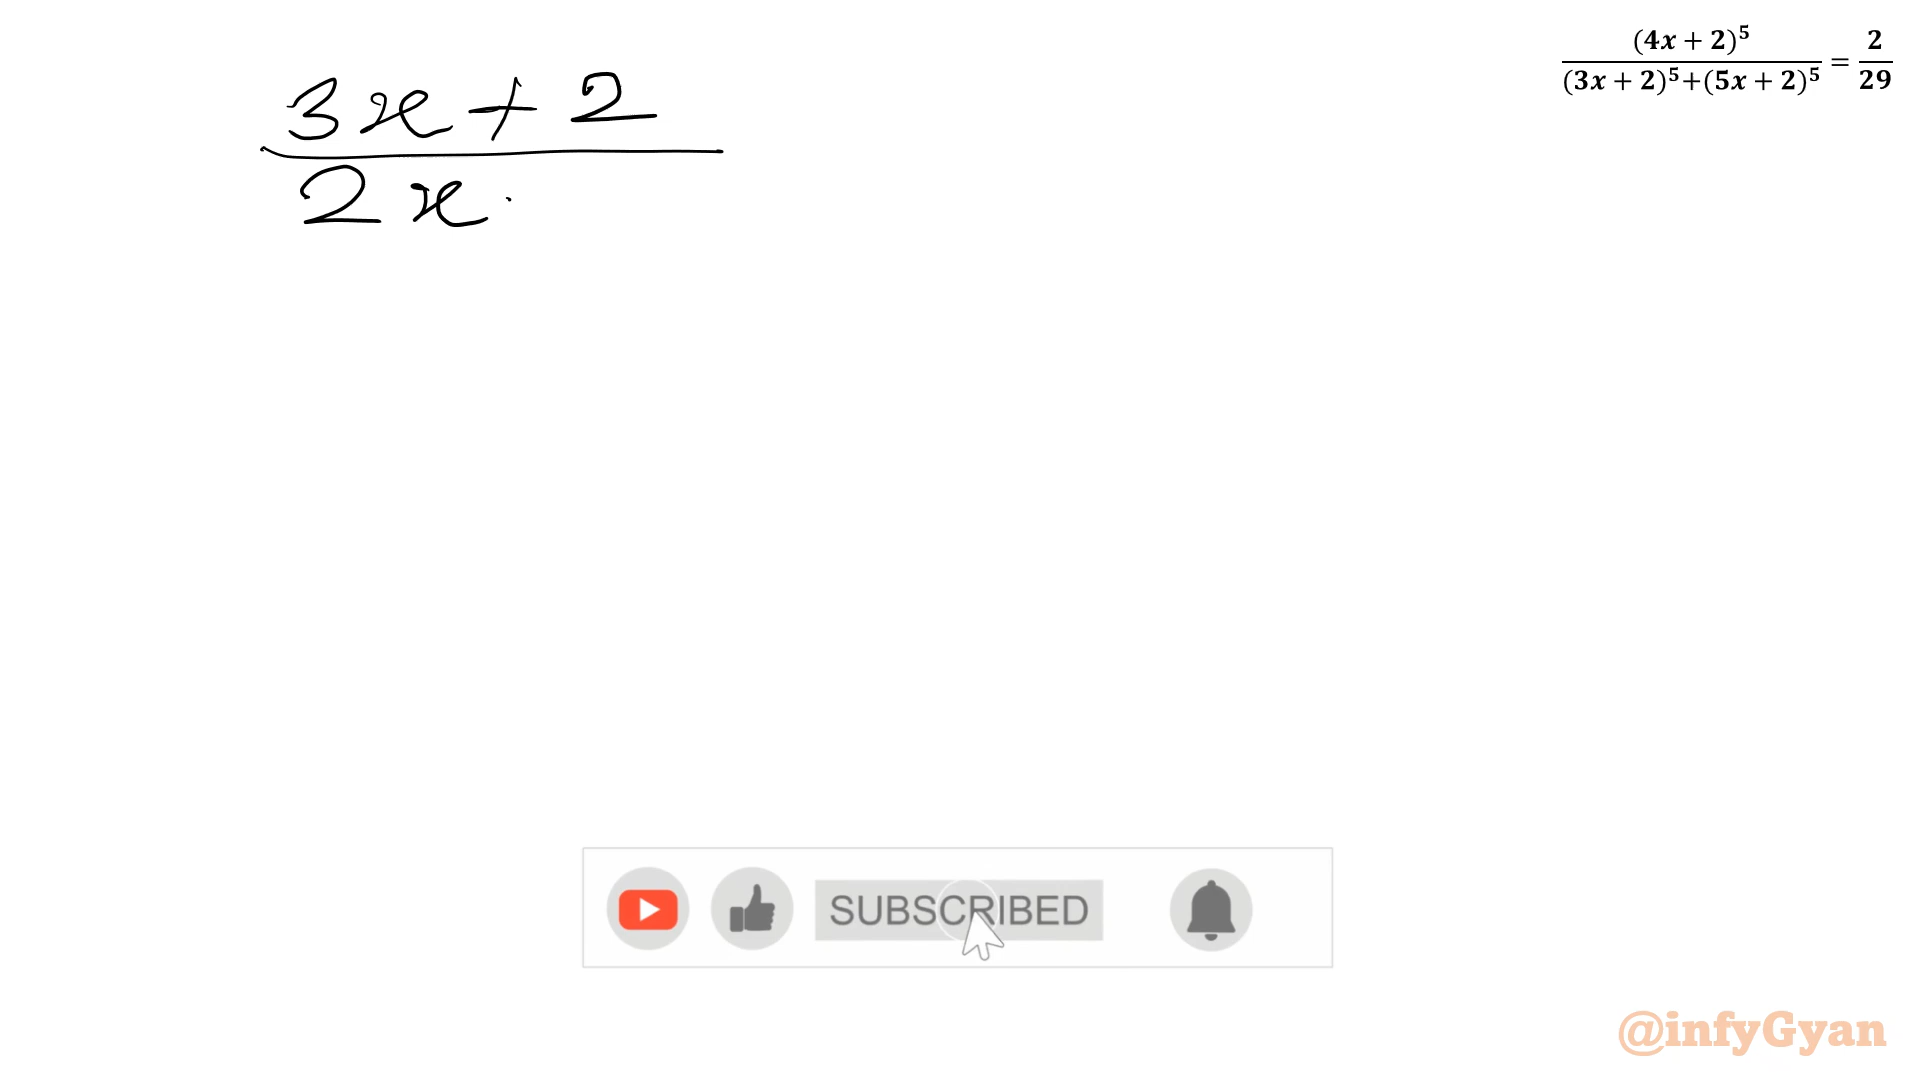 (4x + 2)⁵ / (3x + 2)⁵+(5x + 2)⁵ = 2/29
3x + 2
2x
SUBSCRIBED
@infyGyan